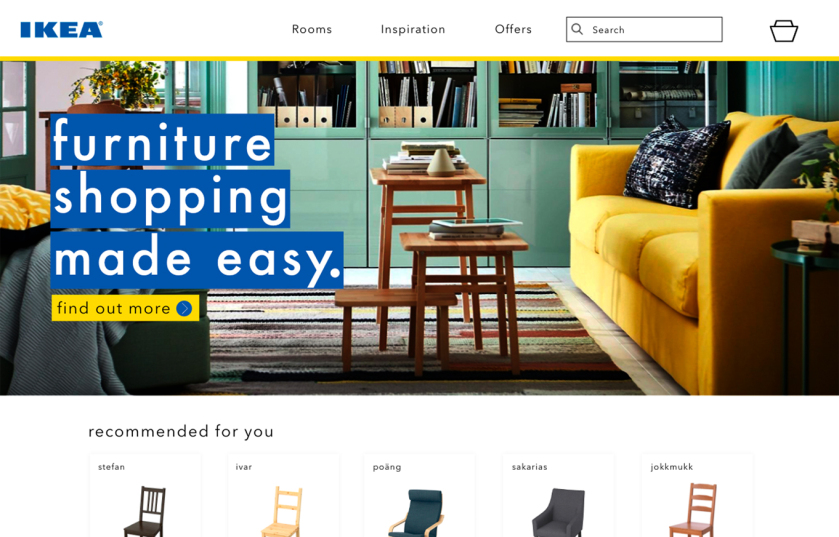 IKEA®
Rooms Inspiration Offers Search
furniture
shopping
made easy.
find out more
recommended for you
stefan ivar poäng sakarias jokkmukk